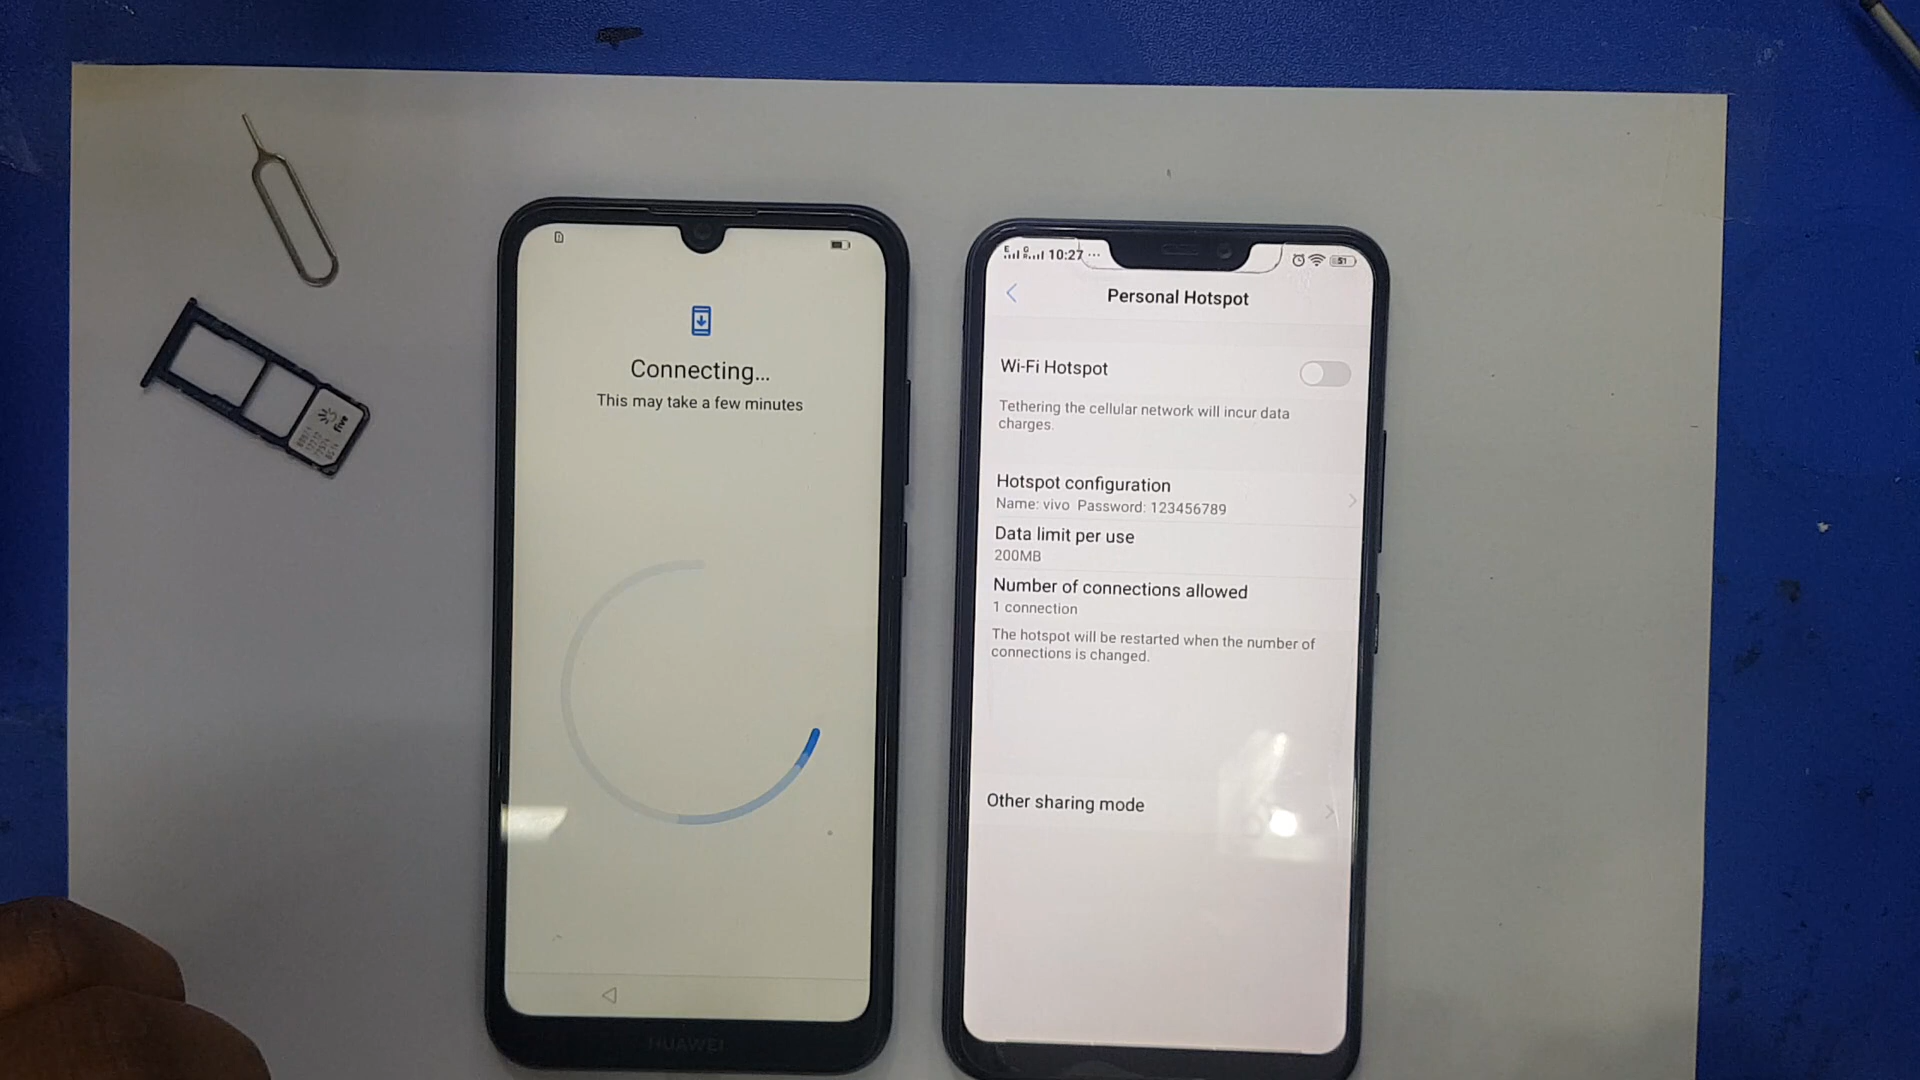 Connecting...
This may take a few minutes
HUAWEI
10:27 ...
51
Personal Hotspot
Wi-Fi Hotspot
Tethering the cellular network will incur data
charges.
Hotspot configuration
Name: vivo Password: 123456789
Data limit per use
200MB
Number of connections allowed
1 connection
The hotspot will be restarted when the number of
connections is changed.
Other sharing mode